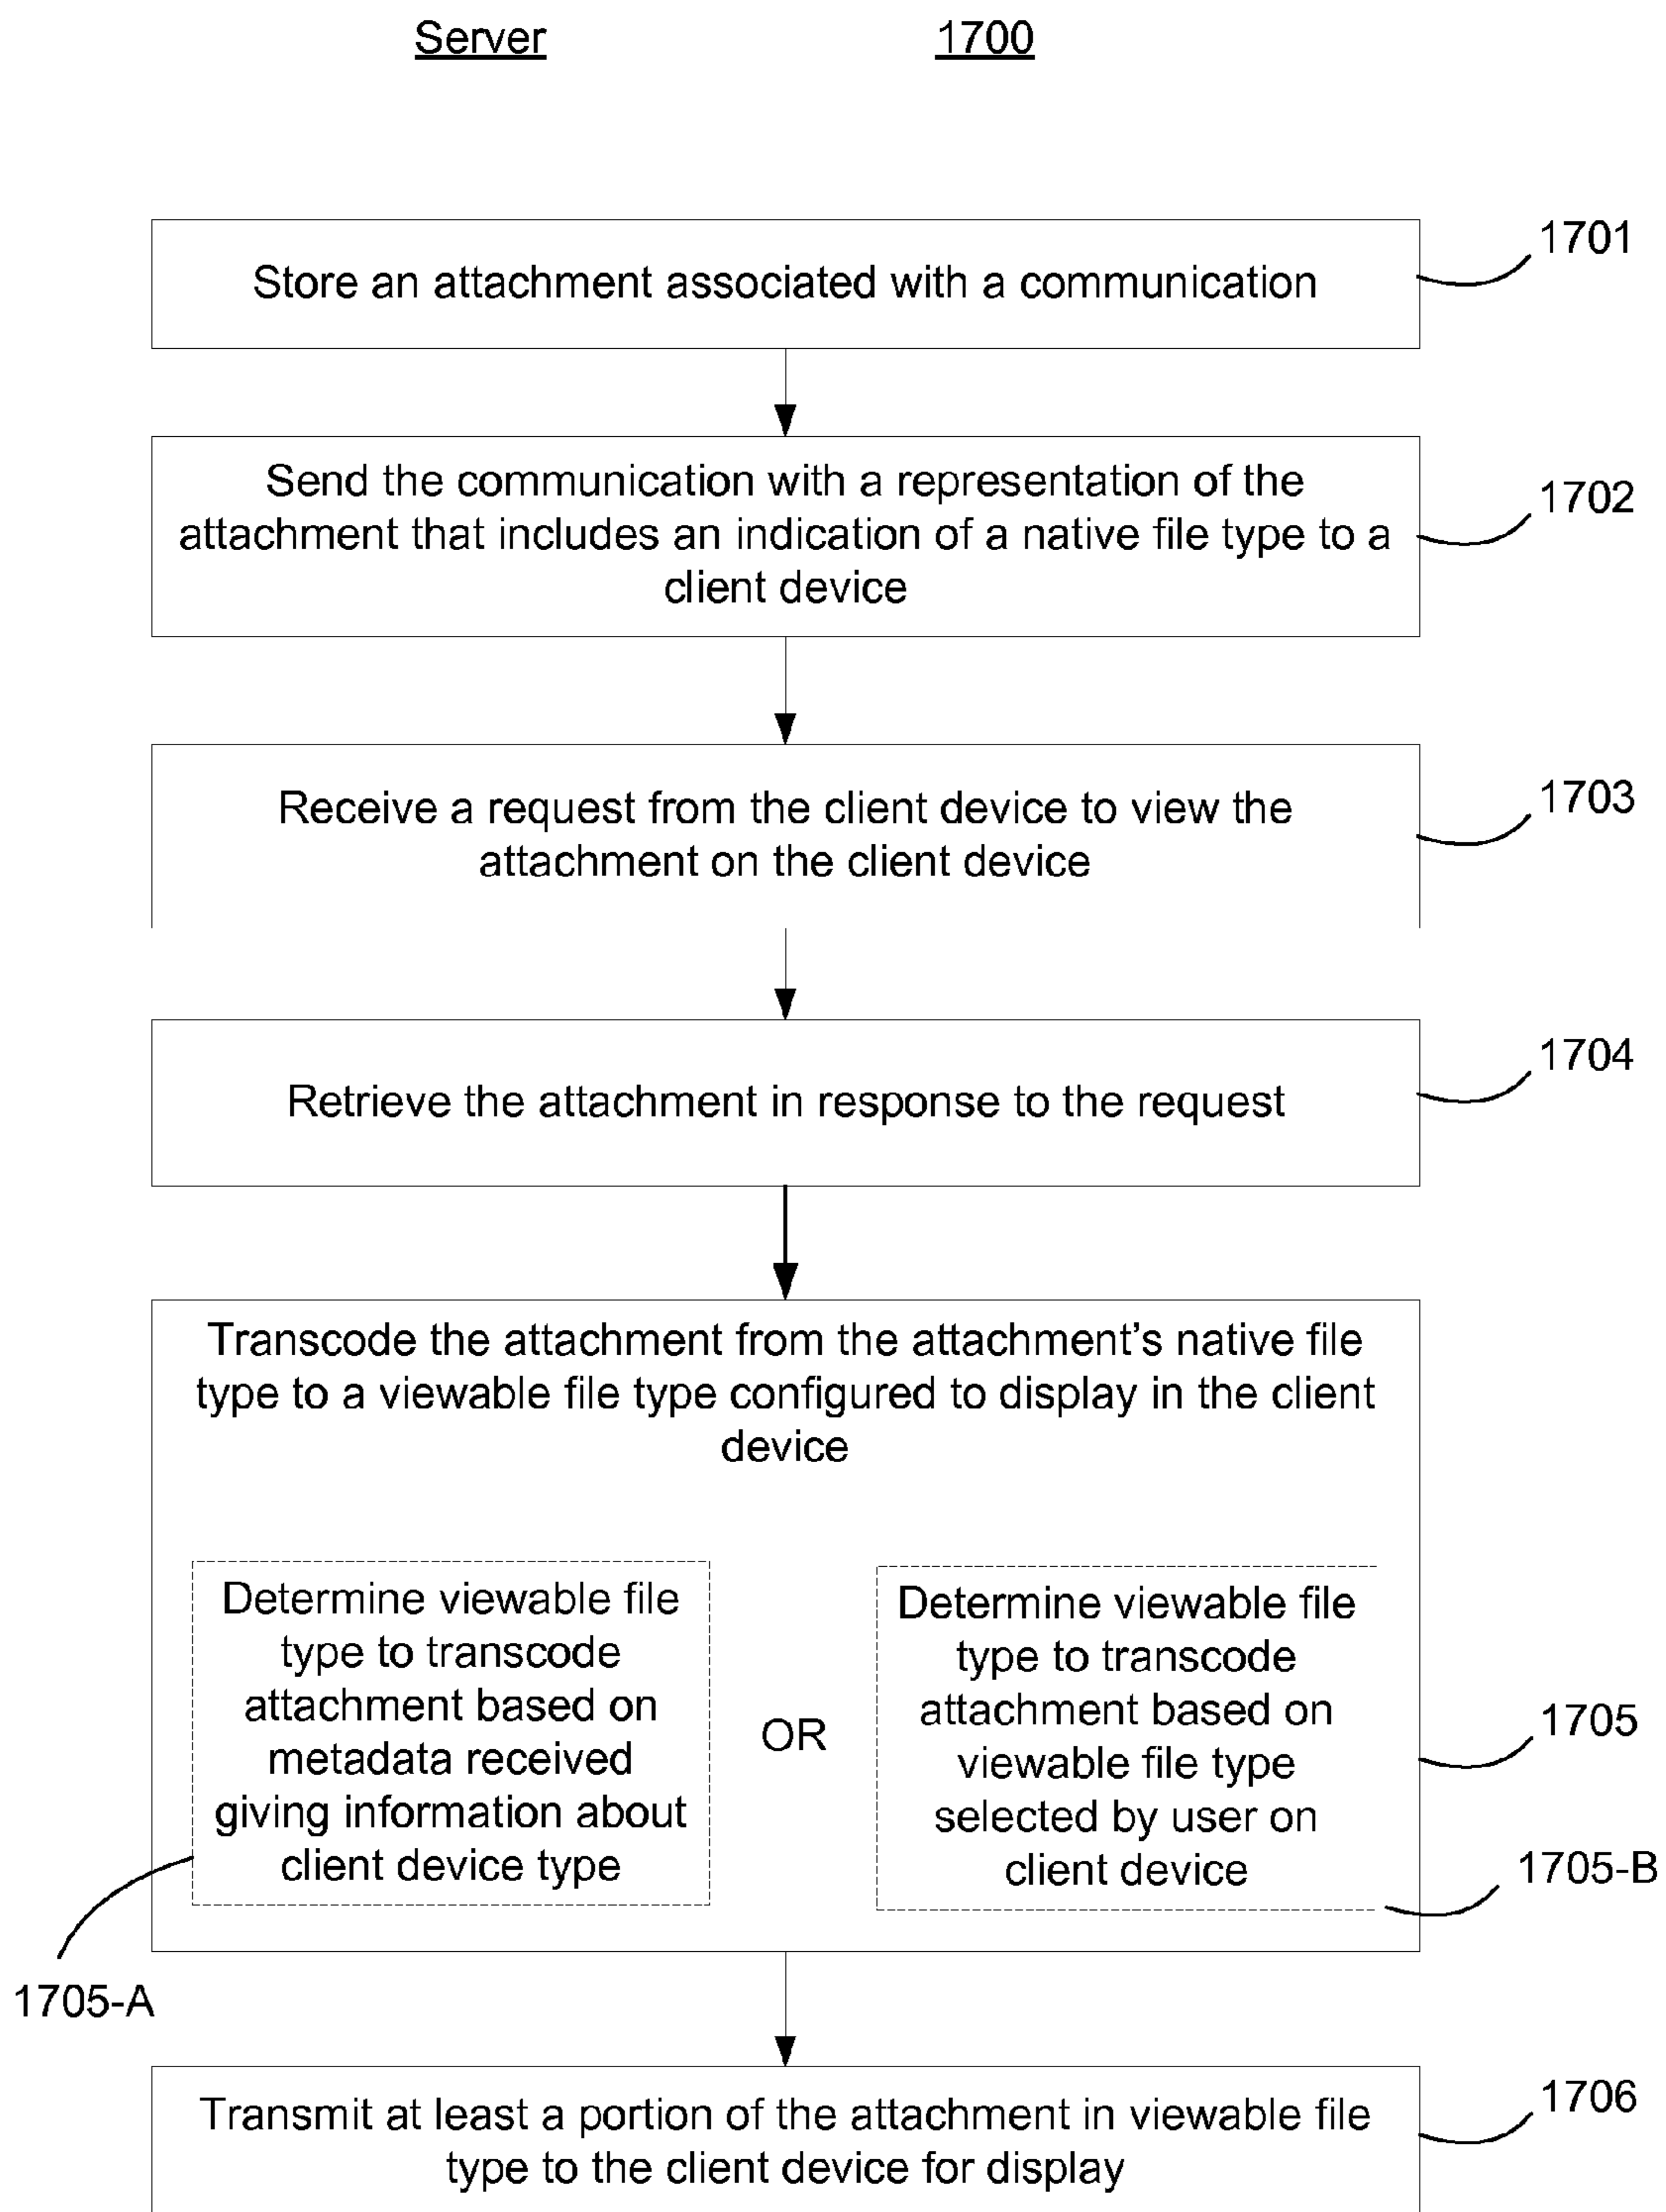 Server
1700
1701
Store an attachment associated with a communication
Send the communication with a representation of the
1702
attachment that includes an indication of a native file type to a
client device
1703
Receive a request from the client device to view the
attachment on the client device
1704
Retrieve the attachment in response to the request
Transcode the attachment from the attachment's native file
type to a viewable file type configured to display in the client
device
Determine viewable file
type to transcode
attachment based on
metadata received
giving information about
client device type
OR
Determine viewable file
type to transcode
attachment based on
viewable file type
selected by user on
client device
1705
1705-B
1705-A
1706
Transmit at least a portion of the attachment in viewable file
type to the client device for display